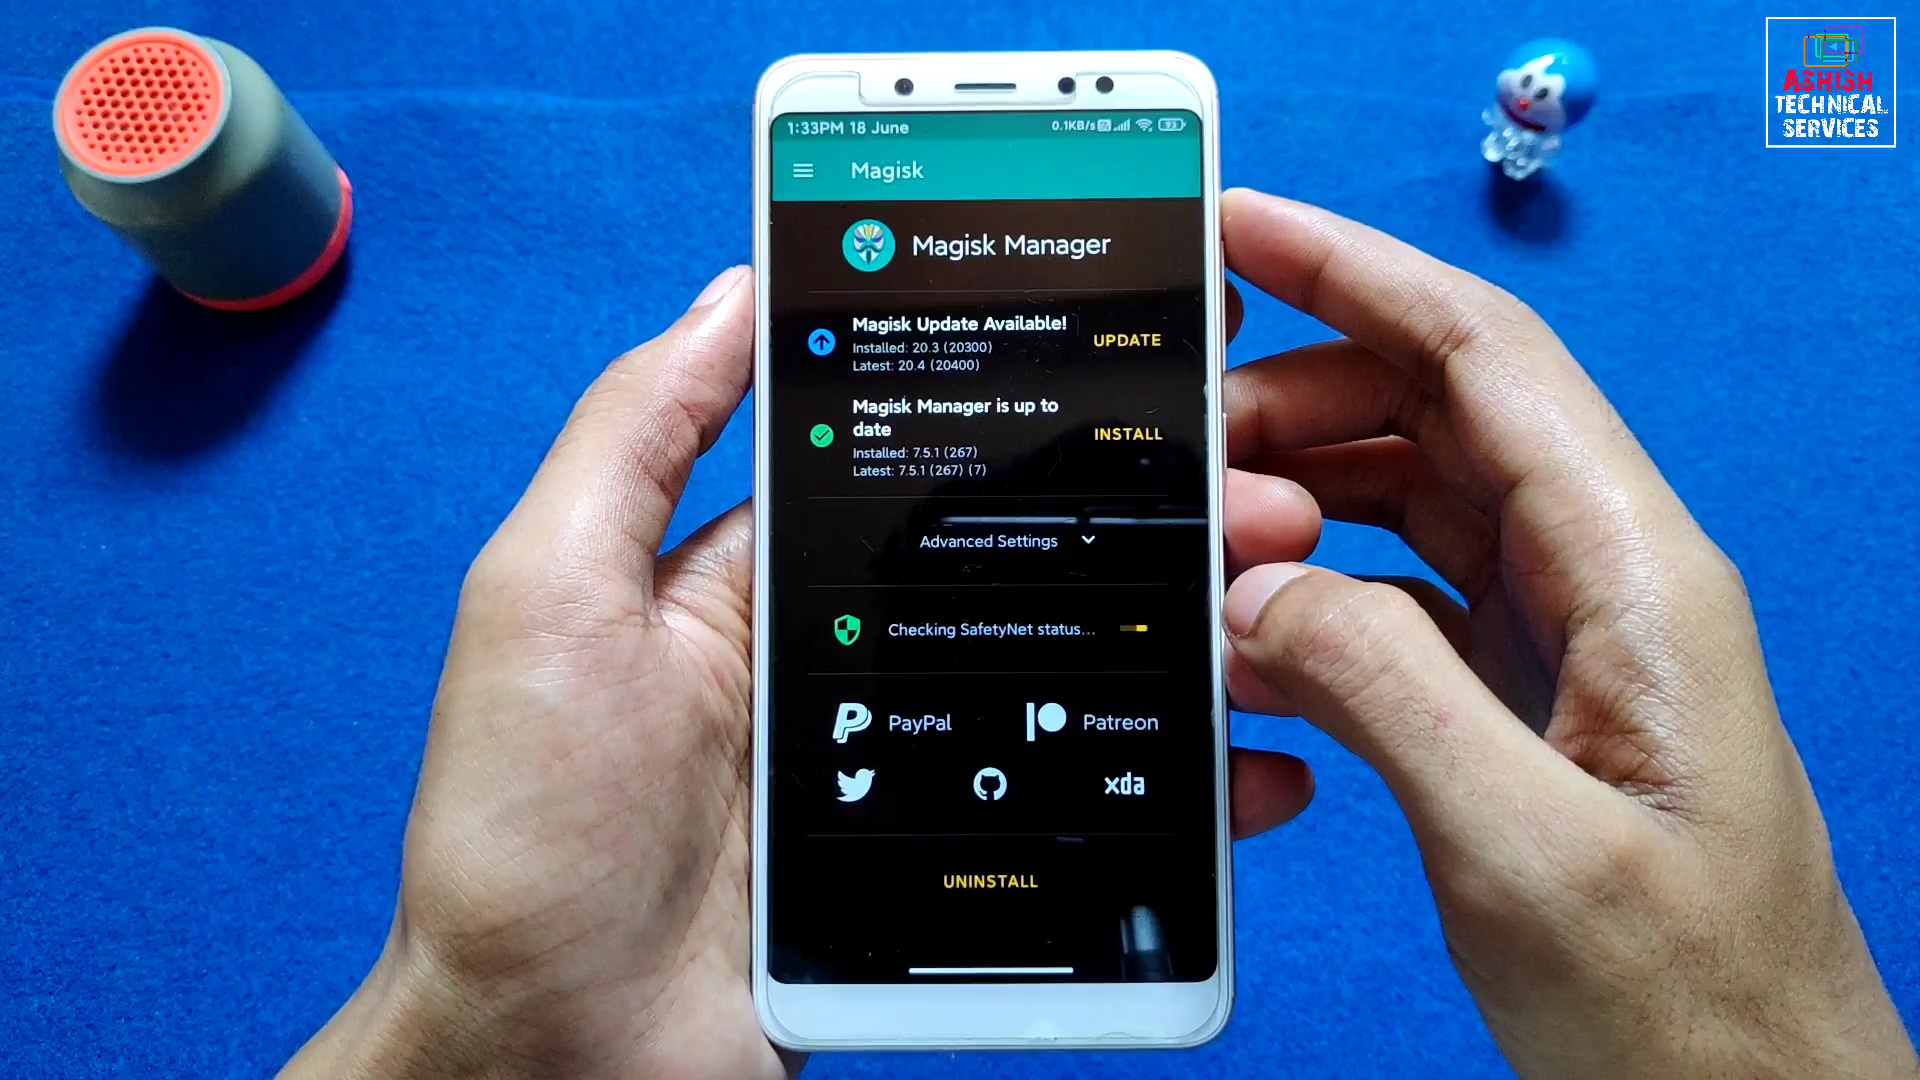 ASHISH
TECHNICAL
SERVICES
1:33PM 18 June
0.1KB/s
93
Magisk
Magisk Manager
Magisk Update Available!
Installed: 20.3 (20300)
Latest: 20.4 (20400)
UPDATE
Magisk Manager is up to
date
Installed: 7.5.1 (267)
Latest: 7.5.1 (267) (7)
INSTALL
Advanced Settings
Checking SafetyNet status...
PayPal
Patreon
xda
UNINSTALL